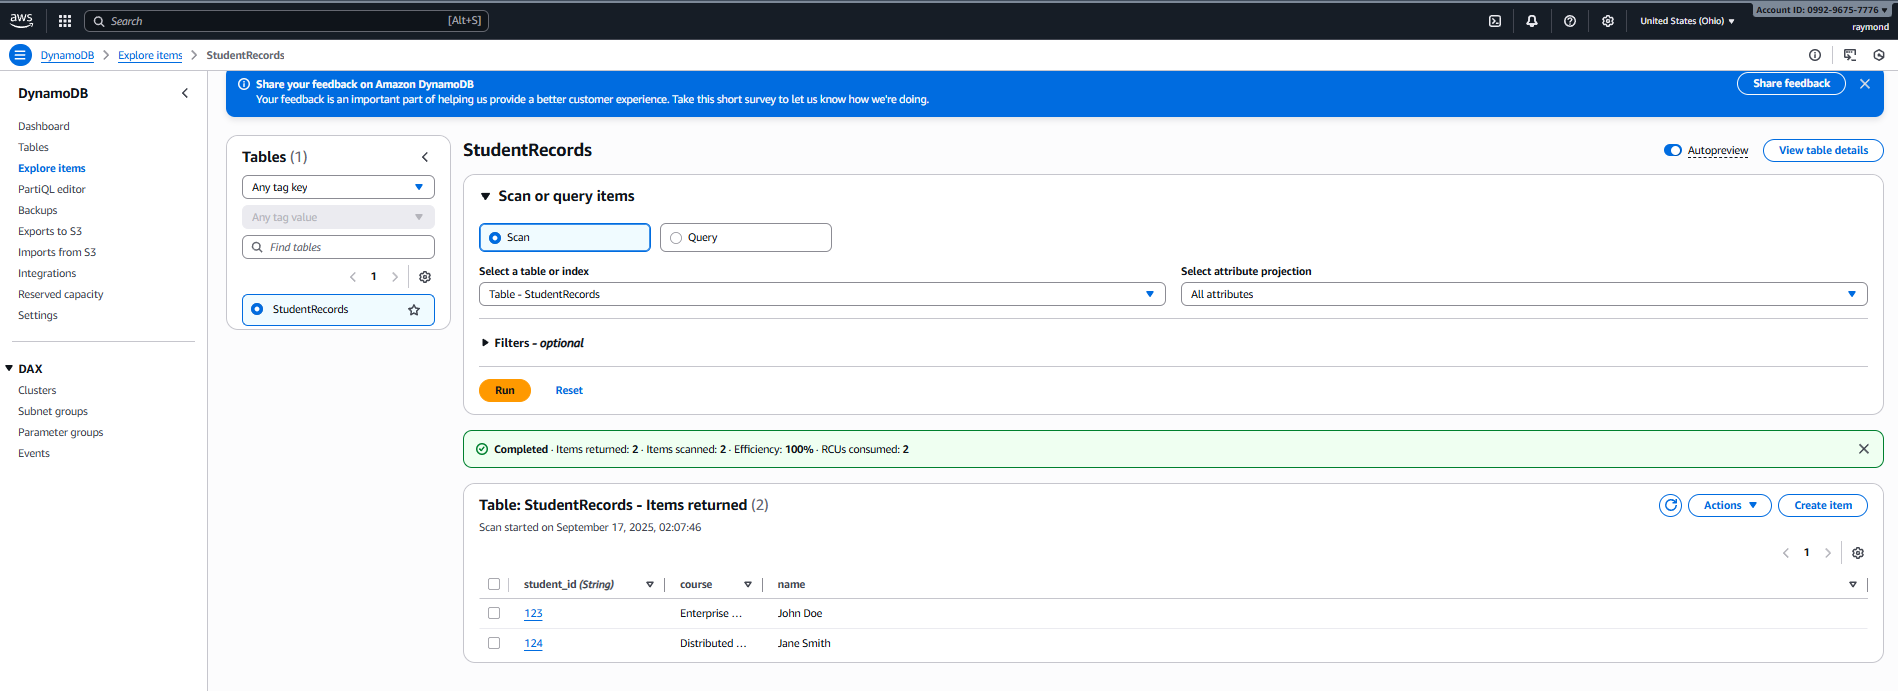 aws
Search
[Alt+S]
United States (Ohio)
Account ID: 0992-9675-7776
raymond
DynamoDB
Explore items
StudentRecords
DynamoDB
Dashboard
Tables
Explore items
PartiQL editor
Backups
Exports to S3
Imports from S3
Integrations
Reserved capacity
Settings
DAX
Clusters
Subnet groups
Parameter groups
Events
Share your feedback on Amazon DynamoDB
Your feedback is an important part of helping us provide a better customer experience. Take this short survey to let us know how we're doing.
Share feedback
Tables (1)
Any tag key
Any tag value
Find tables
1
StudentRecords
StudentRecords
Autopreview
View table details
Scan or query items
Scan
Query
Select a table or index
Table - StudentRecords
Select attribute projection
All attributes
Filters - optional
Run
Reset
Completed · Items returned: 2 · Items scanned: 2 · Efficiency: 100% · RCUs consumed: 2
Table: StudentRecords - Items returned (2)
Scan started on September 17, 2025, 02:07:46
Actions
Create item
1
student_id (String) course name
123 Enterprise ... John Doe
124 Distributed ... Jane Smith